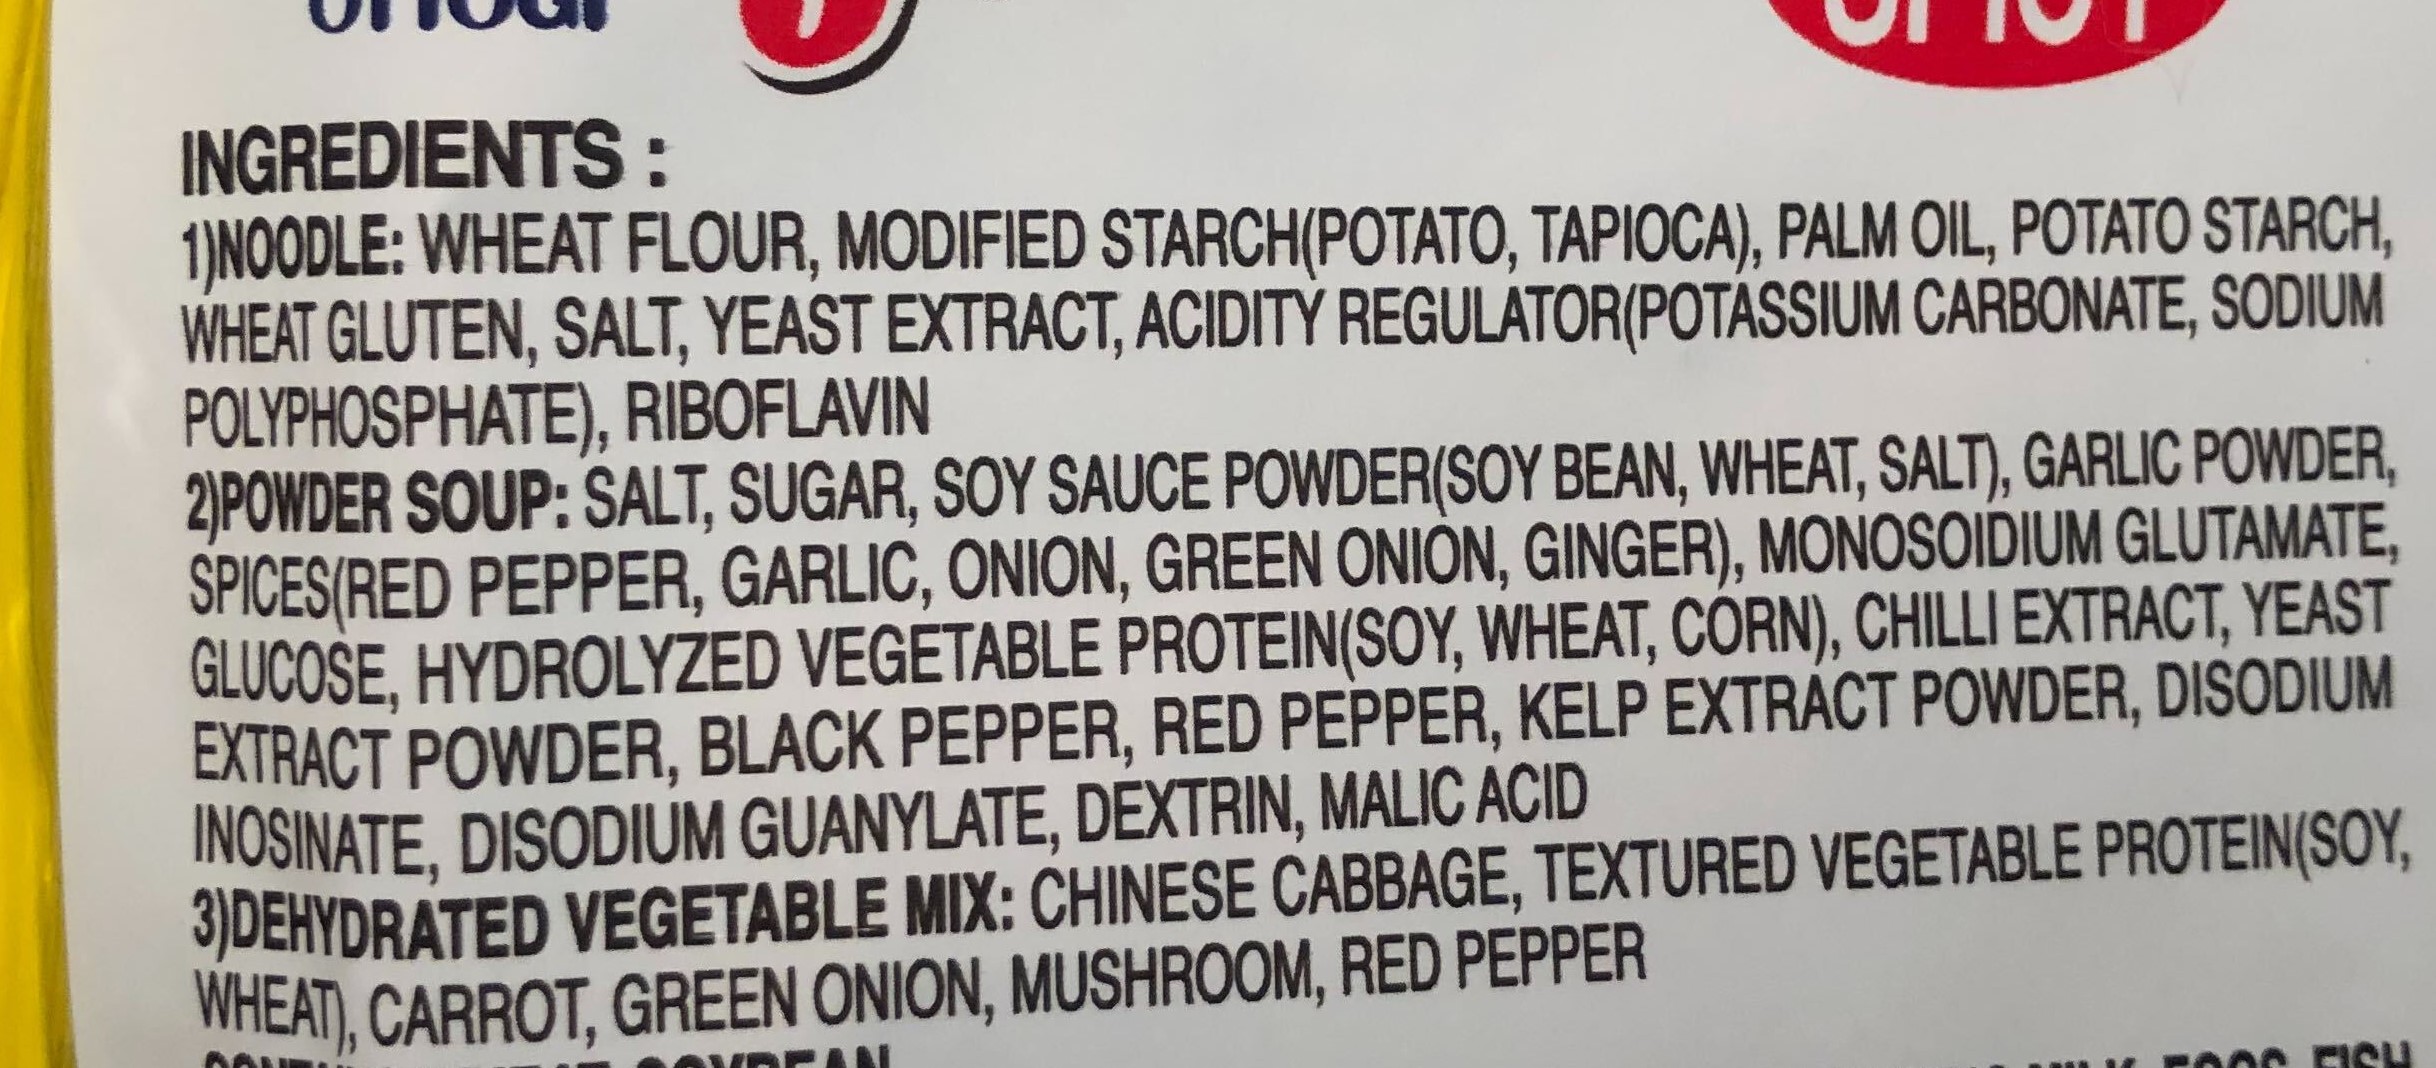 INGREDIENTS :
1)NOODLE: WHEAT FLOUR, MODIFIED STARCH(POTATO, TAPIOCA), PALM OIL, POTATO STARCH,
WHEAT GLUTEN, SALT, YEAST EXTRACT, ACIDITY REGULATOR(POTASSIUM CARBONATE, SODIUM
POLYPHOSPHATE), RIBOFLAVIN
2)POWDER SOUP: SALT, SUGAR, SOY SAUCE POWDER(SOY BEAN, WHEAT, SALT), GARLIC POWDER,
SPICES(RED PEPPER, GARLIC, ONION, GREEN ONION, GINGER), MONOSOIDIUM GLUTAMATE,
GLUCOSE, HYDROLYZED VEGETABLE PROTEIN(SOY, WHEAT, CORN), CHILLI EXTRACT, YEAST
EXTRACT POWDER, BLACK PEPPER, RED PEPPER, KELP EXTRACT POWDER, DISODIUM
INOSINATE, DISODIUM GUANYLATE, DEXTRIN, MALIC ACID
3)DEHYDRATED VEGETABLE MIX: CHINESE CABBAGE, TEXTURED VEGETABLE PROTEIN(SOY,
WHEAT), CARROT, GREEN ONION, MUSHROOM, RED PEPPER
SOYBEAN MILK, EGGS, FISH